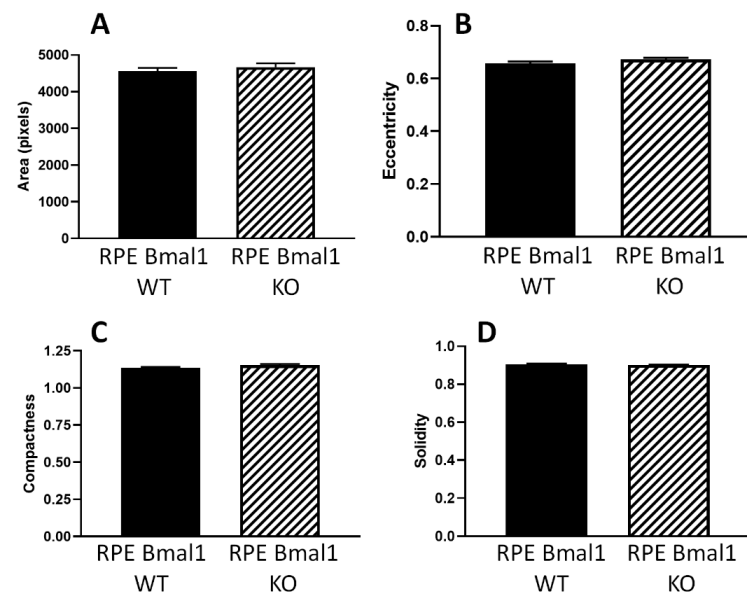 A
Area (pixels)
5000
4000
3000
2000
1000
0
RPE Bmal1
WT
RPE Bmal1
KO
B
Eccentricity
0.8
0.6
0.4
0.2
0.0
RPE Bmal1
WT
RPE Bmal1
KO
C
Compactness
1.25
1.00
0.75
0.50
0.25
0.00
RPE Bmal1
WT
RPE Bmal1
KO
D
Solidity
1.0
0.8
0.6
0.4
0.2
0.0
RPE Bmal1
WT
RPE Bmal1
KO